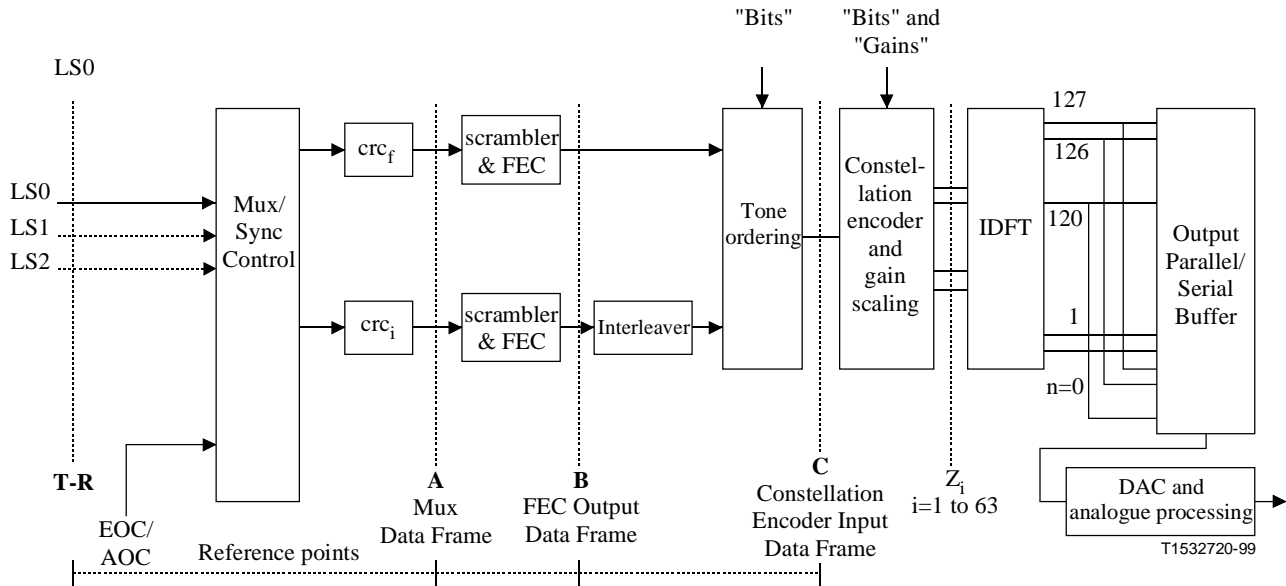 "Bits"
"Bits" and
"Gains"
LS0
127
126
120
1
n=0
crc_f
scrambler
& FEC
LS0
LS1
LS2
Mux/
Sync
Control
Tone
ordering
Constel-
lation
encoder
and
gain
scaling
IDFT
Output
Parallel/
Serial
Buffer
crc_i
scrambler
& FEC
Interleaver
T-R
EOC/
AOC
A
Mux
Data Frame
B
FEC Output
Data Frame
C
Constellation
Encoder Input
Data Frame
Z_i
i=1 to 63
DAC and
analogue processing
T1532720-99
Reference points